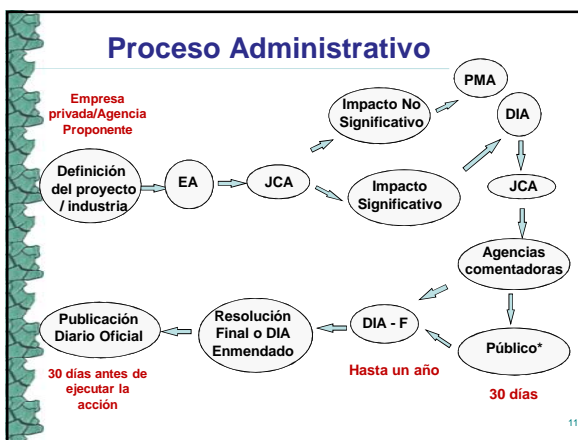 Proceso Administrativo
Empresa
privada/Agencia
Proponente
Definición
del proyecto
/ industria
EA
JCA
Impacto No
Significativo
PMA
Impacto
Significativo
DIA
JCA
Agencias
comentadoras
Público*
30 días
DIA - F
Hasta un año
Resolución
Final o DIA
Enmendado
Publicación
Diario Oficial
30 días antes de
ejecutar la
acción
11